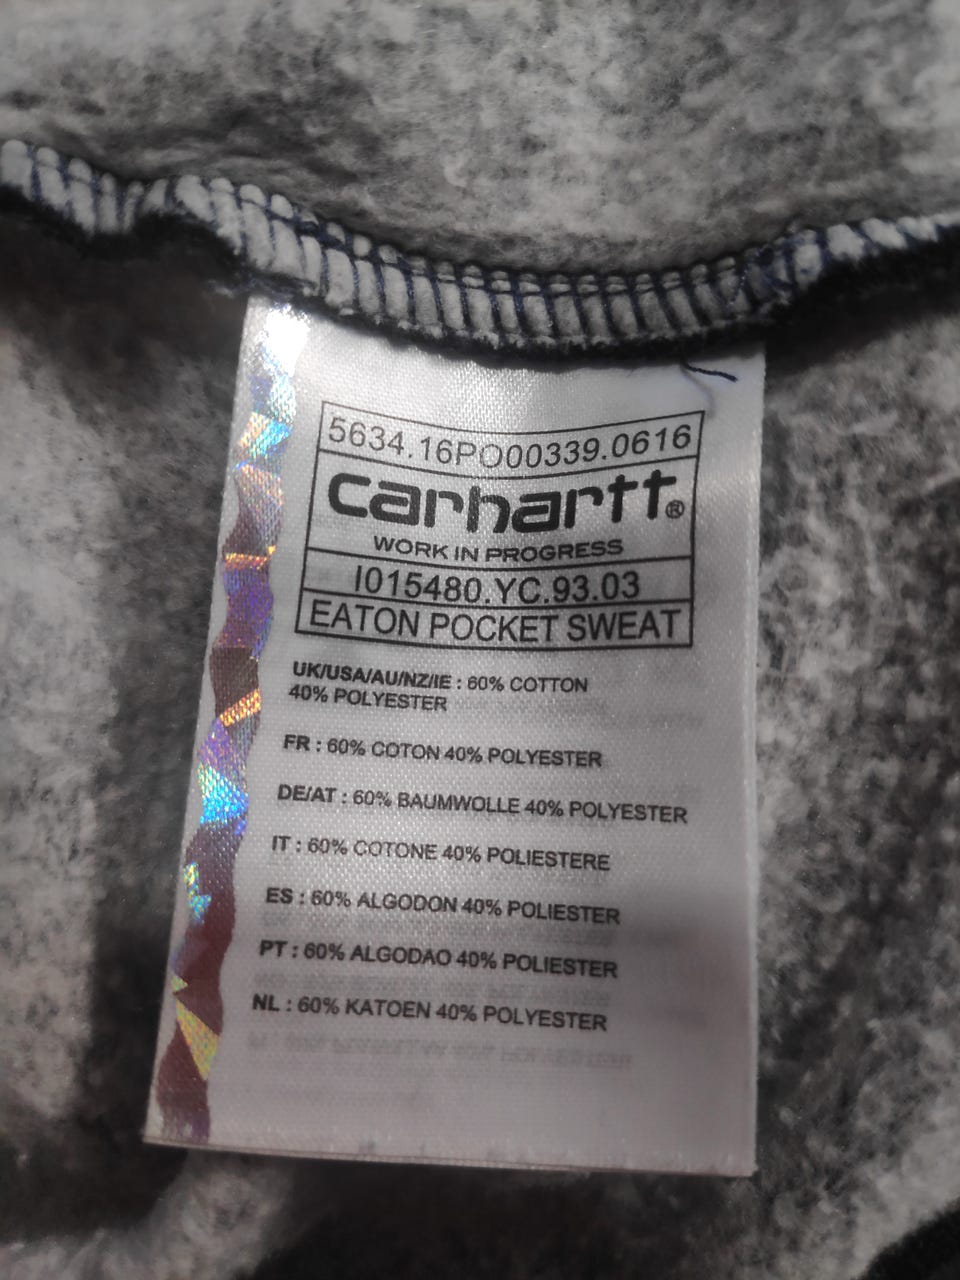 5634.16PO00339.0616
carhartt®
WORK IN PROGRESS
I015480.YC.93.03
EATON POCKET SWEAT
UK/USA/AU/NZ/IE : 60% COTTON
40% POLYESTER
FR : 60% COTON 40% POLYESTER
DE/AT : 60% BAUMWOLLE 40% POLYESTER
IT : 60% COTONE 40% POLIESTERE
ES : 60% ALGODON 40% POLIESTER
PT : 60% ALGODAO 40% POLIESTER
NL : 60% KATOEN 40% POLYESTER